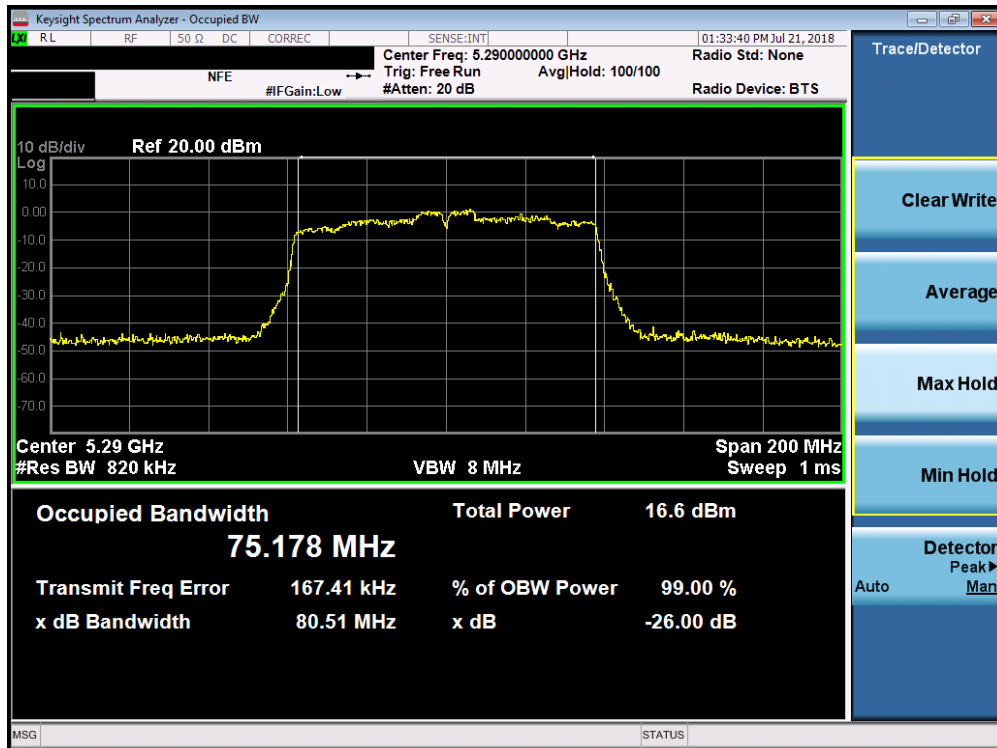 Keysight Spectrum Analyzer - Occupied BW
LXI RL RF 50 Ω DC CORREC SENSE:INT 01:33:40 PM Jul 21, 2018
Center Freq: 5.290000000 GHz Radio Std: None
NFE Trig: Free Run Avg|Hold: 100/100
#IFGain:Low #Atten: 20 dB Radio Device: BTS
10 dB/div Ref 20.00 dBm
Log
10.0
0.00
-10.0
-20.0
-30.0
-40.0
-50.0
-60.0
-70.0
Center 5.29 GHz Span 200 MHz
#Res BW 820 kHz VBW 8 MHz Sweep 1 ms
Occupied Bandwidth Total Power 16.6 dBm
75.178 MHz
Transmit Freq Error 167.41 kHz % of OBW Power 99.00 %
x dB Bandwidth 80.51 MHz x dB -26.00 dB
MSG STATUS
Trace/Detector
Clear Write
Average
Max Hold
Min Hold
Detector
Peak▶
Auto Man